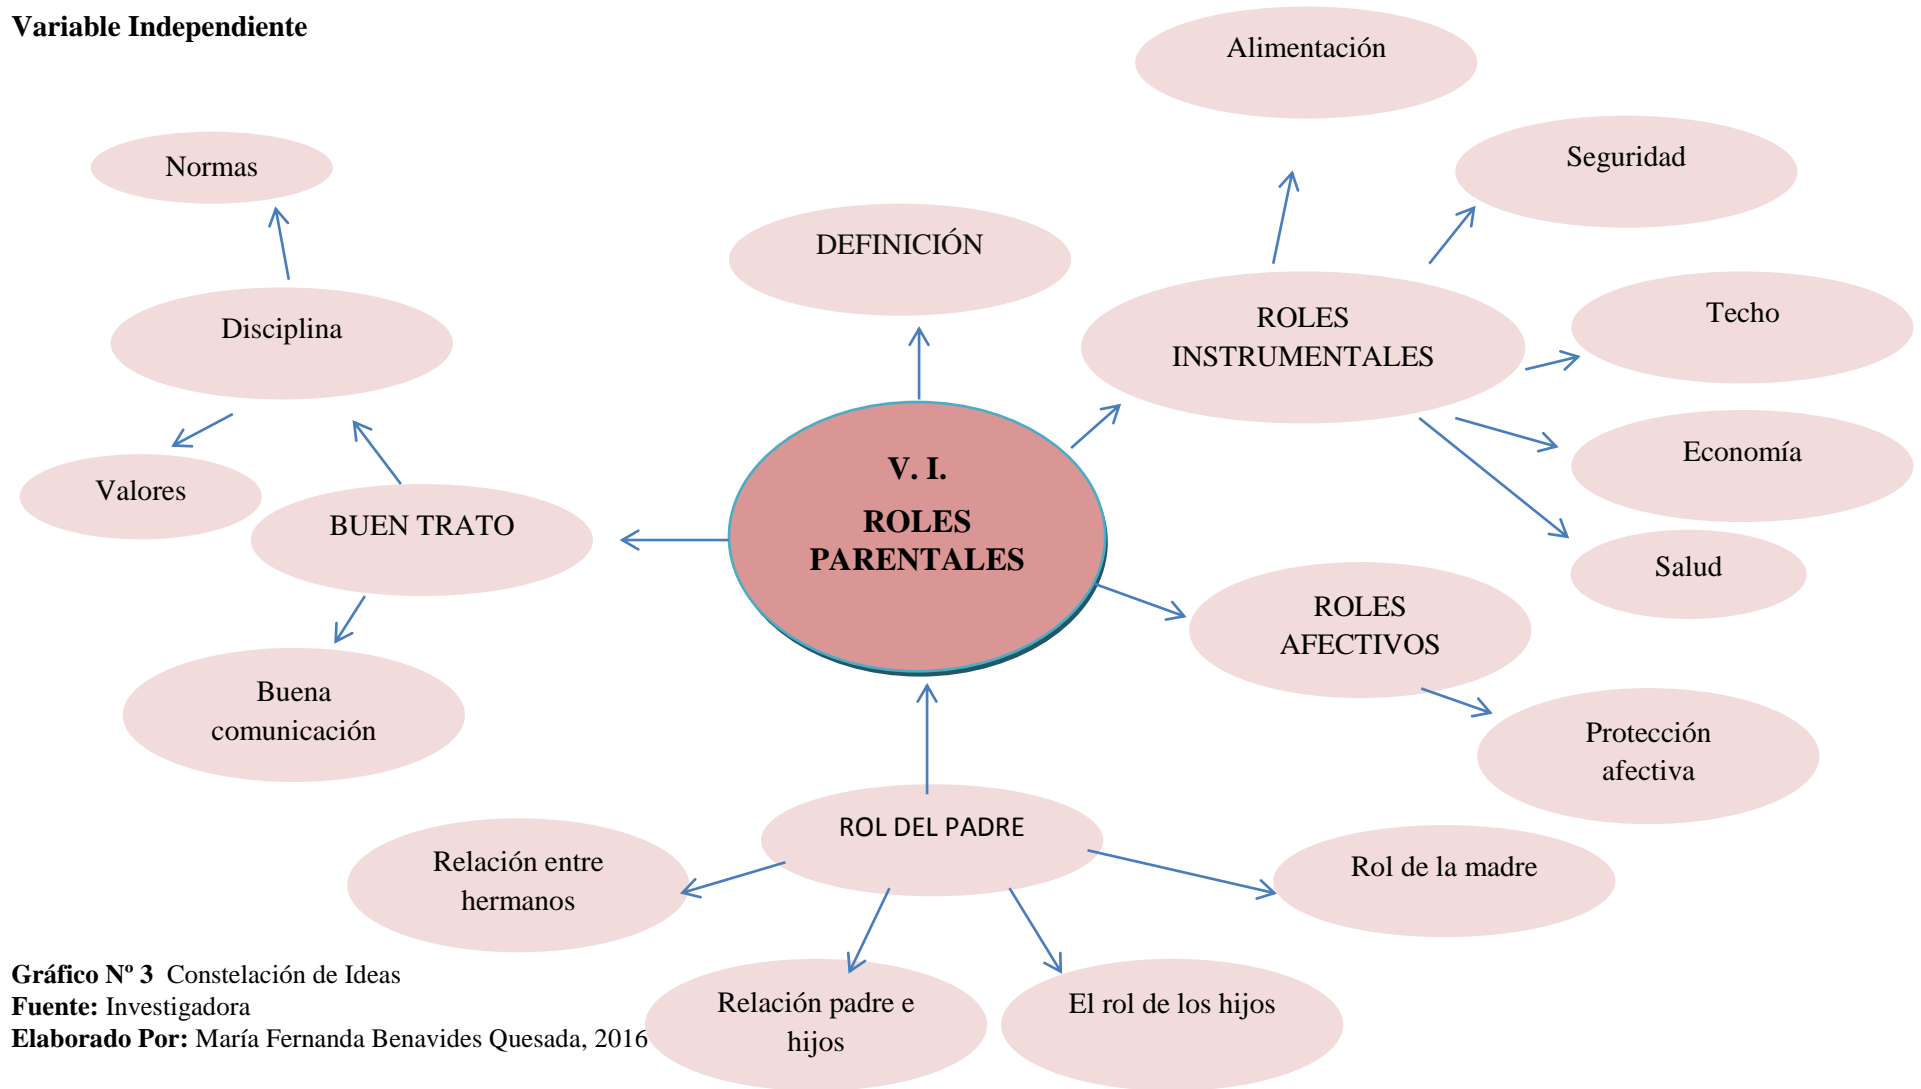 Variable Independiente
Alimentación
Normas
Seguridad
DEFINICIÓN
Disciplina
ROLES
INSTRUMENTALES
Techo
Valores
BUEN TRATO
V. I.
ROLES
PARENTALES
Economía
Salud
ROLES
AFECTIVOS
Buena
comunicación
Protección
afectiva
ROL DEL PADRE
Relación entre
hermanos
Rol de la madre
Relación padre e
hijos
El rol de los hijos
Gráfico Nº 3 Constelación de Ideas
Fuente: Investigadora
Elaborado Por: María Fernanda Benavides Quesada, 2016